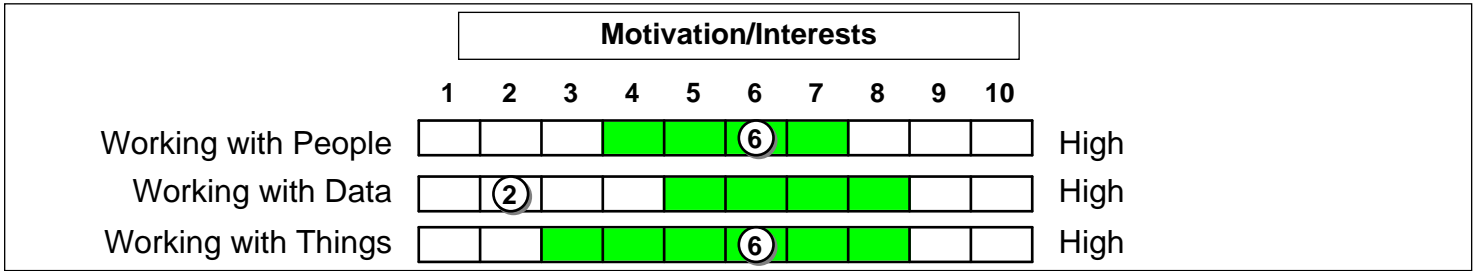 Motivation/Interests
1 2 3 4 5 6 7 8 9 10
Working with People 6 High
Working with Data 2 High
Working with Things 6 High